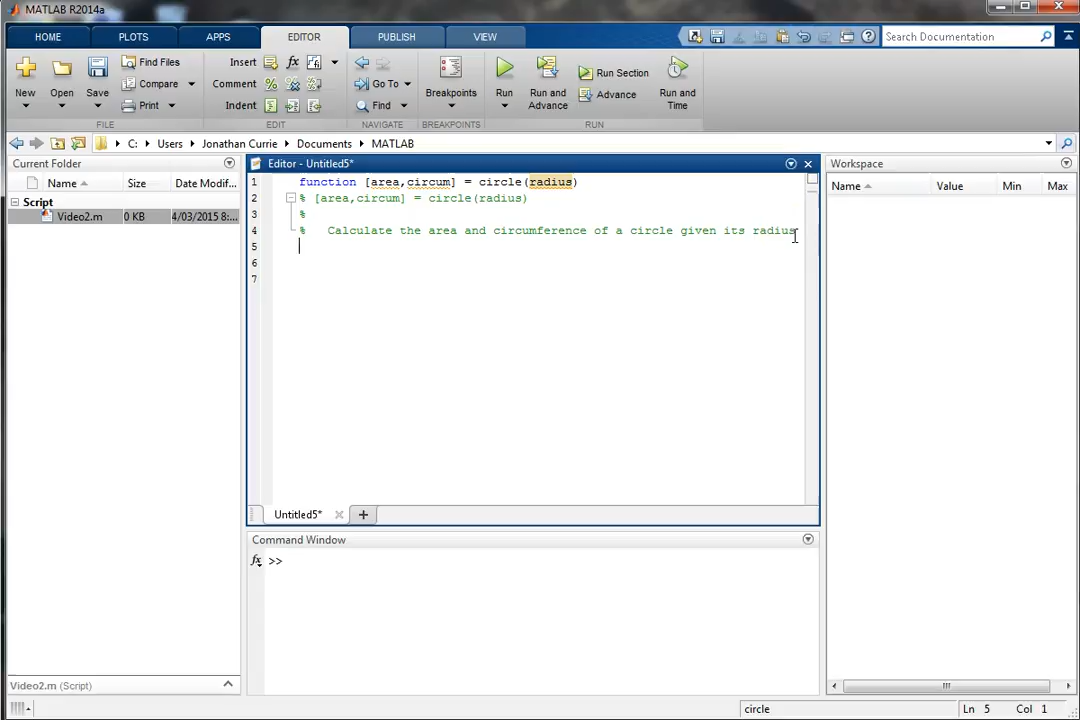 MATLAB R2014a
HOME PLOTS APPS EDITOR PUBLISH VIEW Search Documentation
New Open Save Find Files Compare Print
Insert fx Comment % Indent
Go To Find
Breakpoints
Run Run and Advance Run Section Advance Run and Time
FILE EDIT NAVIGATE BREAKPOINTS RUN
C: Users Jonathan Currie Documents MATLAB
Current Folder
Name Size Date Modif...
Script
Video2.m 0 KB 4/03/2015 8:...
Video2.m (Script)
Editor - Untitled5*
1 function [area,circum] = circle(radius)
2 % [area,circum] = circle(radius)
3 %
4 % Calculate the area and circumference of a circle given its radius
5
6
7
Untitled5*
Command Window
fx >>
Workspace
Name Value Min Max
circle Ln 5 Col 1